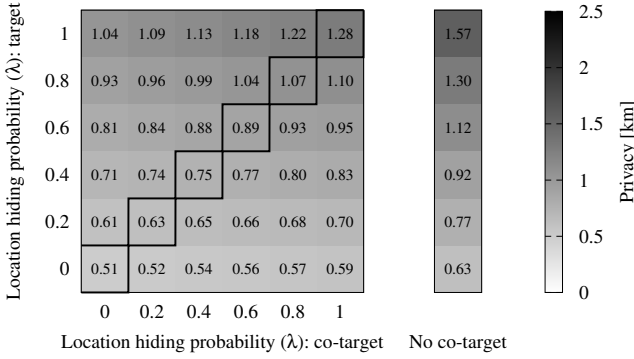 Location hiding probability (λ): target
1 1.04 1.09 1.13 1.18 1.22 1.28 1.57
0.8 0.93 0.96 0.99 1.04 1.07 1.10 1.30
0.6 0.81 0.84 0.88 0.89 0.93 0.95 1.12
0.4 0.71 0.74 0.75 0.77 0.80 0.83 0.92
0.2 0.61 0.63 0.65 0.66 0.68 0.70 0.77
0 0.51 0.52 0.54 0.56 0.57 0.59 0.63
0 0.2 0.4 0.6 0.8 1
Location hiding probability (λ): co-target
No co-target
2.5
2
1.5
1
0.5
0
Privacy [km]